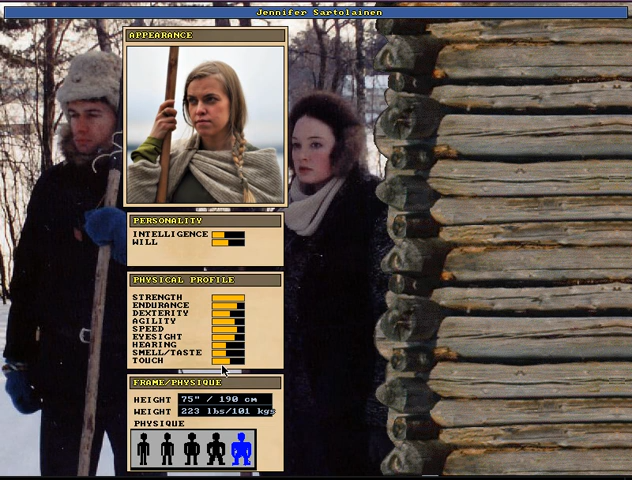 Jennifer Sartolainen
APPEARANCE
PERSONALITY
INTELLIGENCE
WILL
PHYSICAL PROFILE
STRENGTH
ENDURANCE
DEXTERITY
AGILITY
SPEED
EYESIGHT
HEARING
SMELL/TASTE
TOUCH
FRAME/PHYSIQUE
HEIGHT 75" / 190 cm
WEIGHT 223 lbs/101 kgs
PHYSIQUE